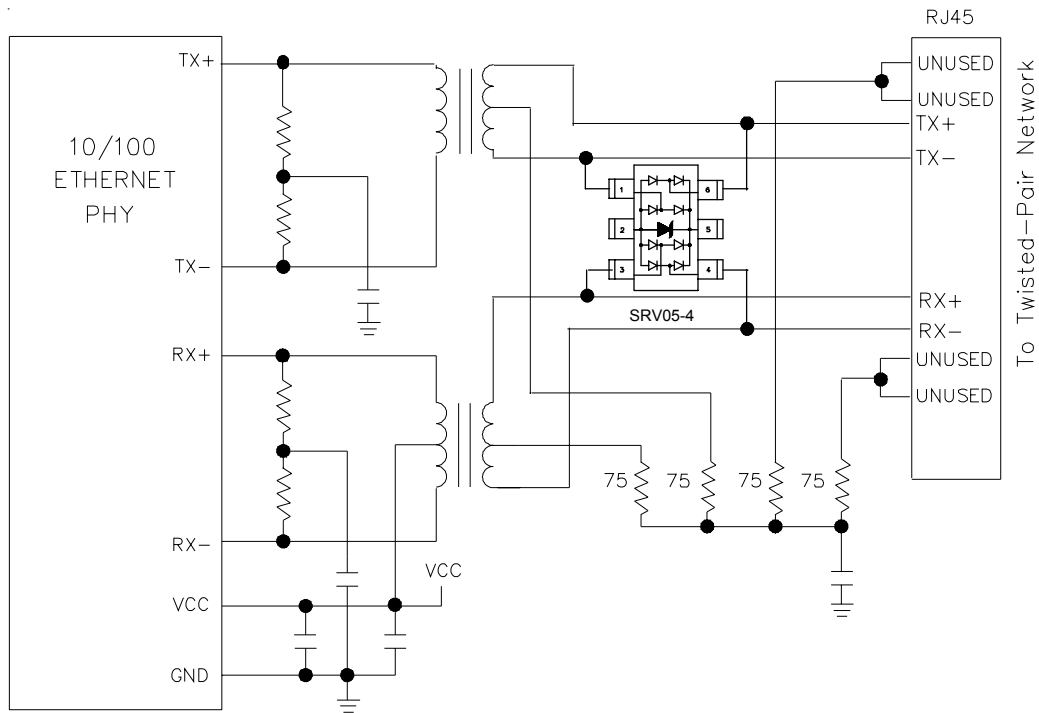 RJ45
10/100
ETHERNET
PHY
TX+
TX-
RX+
RX-
VCC
GND
VCC
1
2
3
6
5
4
SRV05-4
UNUSED
UNUSED
TX+
TX-
RX+
RX-
UNUSED
UNUSED
75
75
75
75
To Twisted-Pair Network